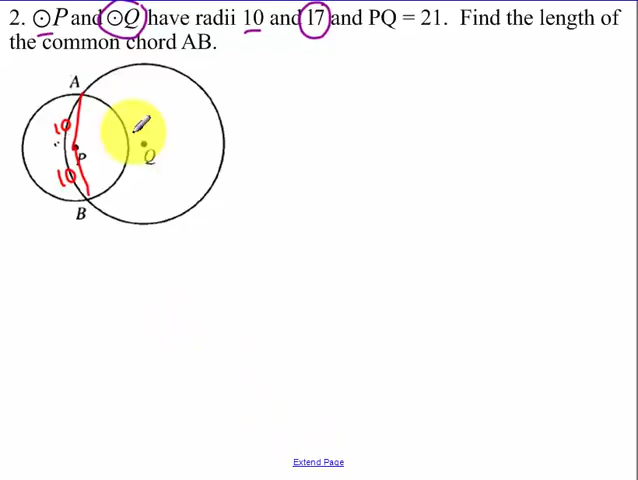 2. ⊙P and ⊙Q have radii 10 and 17 and PQ = 21. Find the length of
the common chord AB.
A
10
P
Q
10
B
Extend Page